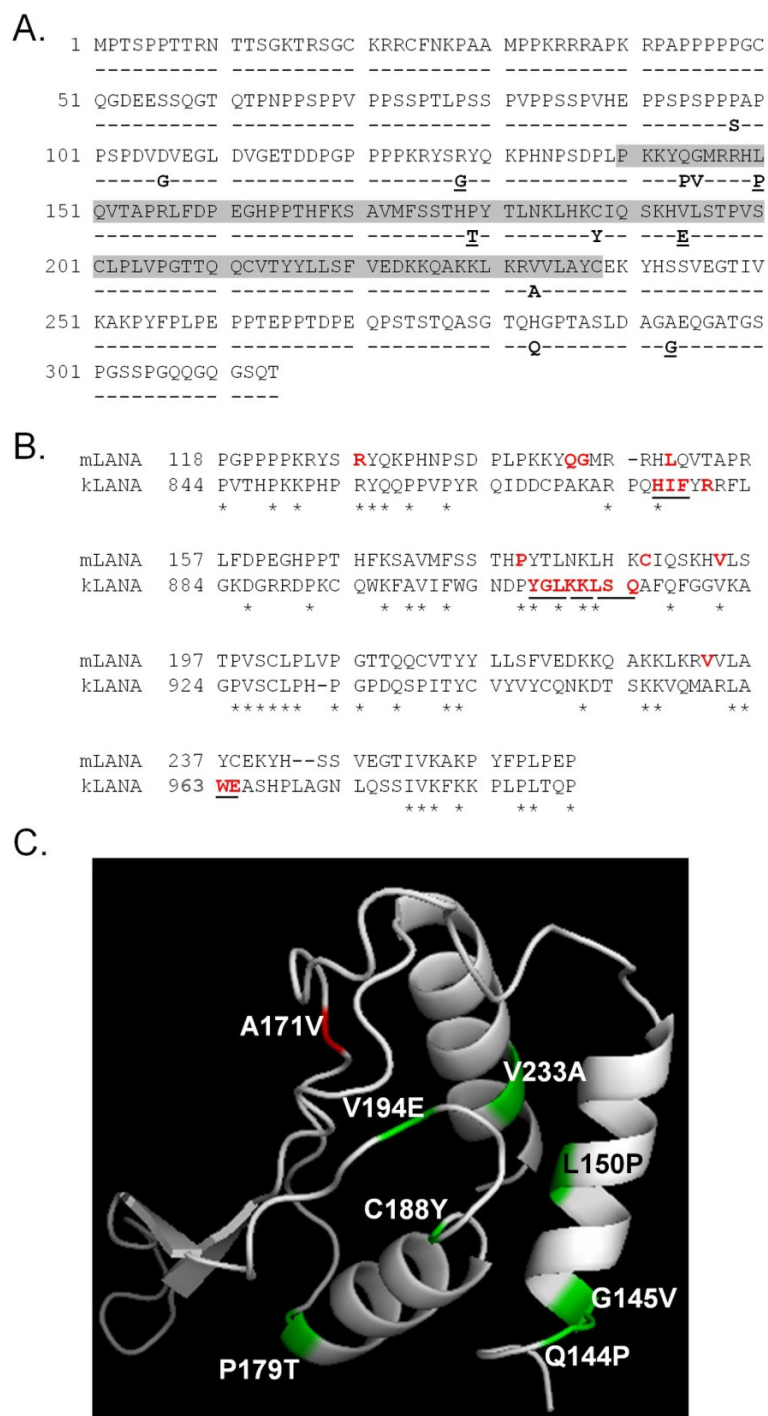 A.
1 MPTSPPTTRN TTSGKTRSGC KRRCFNKPAA MPPKRRRAPK RPAPPPPPGC
---------- ---------- ---------- ---------- ----------
51 QGDEESSQGT QTPNPPSPPV PPSSPTLPSS PVPPSSPVHE PPSPSPPPAP
---------- ---------- ---------- ---------- -------S--
101 PSPDVDVEGL DVGETDDPGP PPPKRYSRYQ KPHNPSDPLP KKYQGMRRHL
-----G---- ---------- -------G-- ---------- ---PV----P
151 QVTAPRLFDP EGHPPTHFKS AVMFSSTHPY TLNKLHKCIQ SKHVLSTPVS
---------- ---------- --------T- -------Y-- ---E------
201 CLPLVPGTTQ QCVTYYLLSF VEDKKQAKKL KRVVLAYCEK YHSSVEGTIV
---------- ---------- ---------- --A------- ----------
251 KAKPYFPLPE PPTEPPTDPE QPSTSTQASG TQHGPTASLD AGAEQGATGS
---------- ---------- ---------- --Q------- --G-------
301 PGSSPGQQGQ GSQT
---------- ----
B.
mLANA 118 PGPPPPKRYS RYQKPHNPSD PLPKKYQGMR -RHLQVTAPR
kLANA 844 PVTHPKKPHP RYQQPPVPYR QIDDCPAKAR PQHIFYRRFL
* * * *** * * * *
mLANA 157 LFDPEGHPPT HFKSAVMFSS THPYTLNKLH KCIQSKHVLS
kLANA 884 GKDGRRDPKC QWKFAVIFWG NDPYGLKKLS QAFQFGGVKA
* * * ** * ** * ** * *
mLANA 197 TPVSCLPLVP GTTQQCVTYY LLSFVEDKKQ AKKLKRVVLA
kLANA 924 GPVSCLPH-P GPDQSPITYC VYVYCQNKDT SKKVQMARLA
****** * * * ** * ** **
mLANA 237 YCEKYH--SS VEGTIVKAKP YFPLPEP
kLANA 963 WEASHPLAGN LQSSIVKFKK PLPLTQP
*** * ** *
C.
A171V
V233A
V194E
L150P
C188Y
G145V
Q144P
P179T